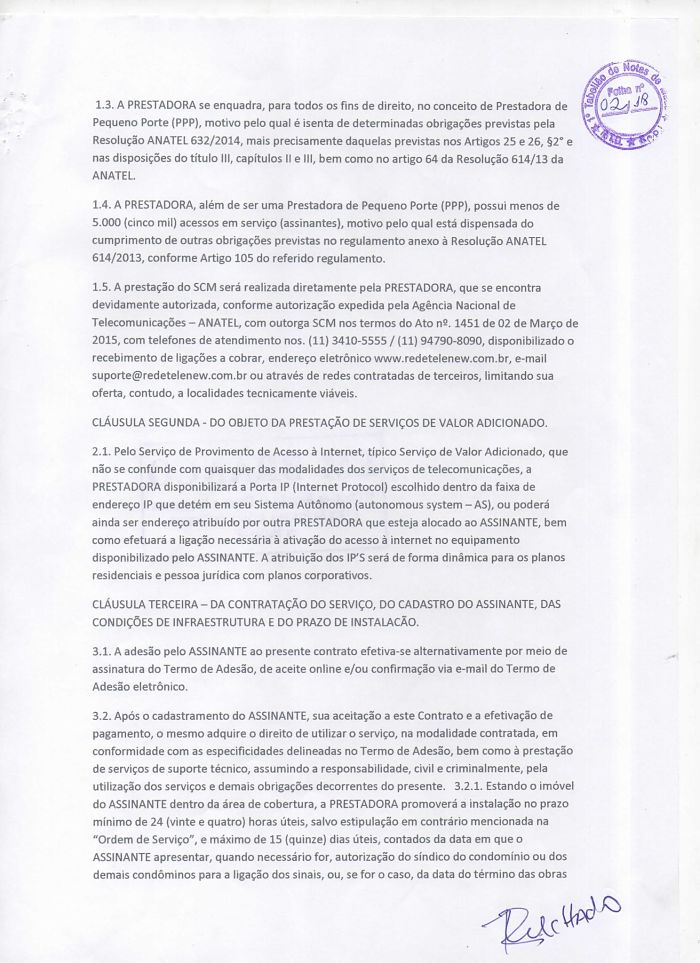 1º Tabelião de Notas de
Folha nº
02/18
1.3. A PRESTADORA se enquadra, para todos os fins de direito, no conceito de Prestadora de
Pequeno Porte (PPP), motivo pelo qual é isenta de determinadas obrigações previstas pela
Resolução ANATEL 632/2014, mais precisamente daquelas previstas nos Artigos 25 e 26, §2° e
nas disposições do título III, capítulos II e III, bem como no artigo 64 da Resolução 614/13 da
ANATEL.
1.4. A PRESTADORA, além de ser uma Prestadora de Pequeno Porte (PPP), possui menos de
5.000 (cinco mil) acessos em serviço (assinantes), motivo pelo qual está dispensada do
cumprimento de outras obrigações previstas no regulamento anexo à Resolução ANATEL
614/2013, conforme Artigo 105 do referido regulamento.
1.5. A prestação do SCM será realizada diretamente pela PRESTADORA, que se encontra
devidamente autorizada, conforme autorização expedida pela Agência Nacional de
Telecomunicações – ANATEL, com outorga SCM nos termos do Ato nº. 1451 de 02 de Março de
2015, com telefones de atendimento nos. (11) 3410-5555 / (11) 94790-8090, disponibilizado o
recebimento de ligações a cobrar, endereço eletrônico www.redetelenew.com.br, e-mail
suporte@redetelenew.com.br ou através de redes contratadas de terceiros, limitando sua
oferta, contudo, a localidades tecnicamente viáveis.
CLÁUSULA SEGUNDA - DO OBJETO DA PRESTAÇÃO DE SERVIÇOS DE VALOR ADICIONADO.
2.1. Pelo Serviço de Provimento de Acesso à Internet, típico Serviço de Valor Adicionado, que
não se confunde com quaisquer das modalidades dos serviços de telecomunicações, a
PRESTADORA disponibilizará a Porta IP (Internet Protocol) escolhido dentro da faixa de
endereço IP que detém em seu Sistema Autônomo (autonomous system – AS), ou poderá
ainda ser endereço atribuído por outra PRESTADORA que esteja alocado ao ASSINANTE, bem
como efetuará a ligação necessária à ativação do acesso à internet no equipamento
disponibilizado pelo ASSINANTE. A atribuição dos IP'S será de forma dinâmica para os planos
residenciais e pessoa jurídica com planos corporativos.
CLÁUSULA TERCEIRA – DA CONTRATAÇÃO DO SERVIÇO, DO CADASTRO DO ASSINANTE, DAS
CONDIÇÕES DE INFRAESTRUTURA E DO PRAZO DE INSTALACÃO.
3.1. A adesão pelo ASSINANTE ao presente contrato efetiva-se alternativamente por meio de
assinatura do Termo de Adesão, de aceite online e/ou confirmação via e-mail do Termo de
Adesão eletrônico.
3.2. Após o cadastramento do ASSINANTE, sua aceitação a este Contrato e a efetivação de
pagamento, o mesmo adquire o direito de utilizar o serviço, na modalidade contratada, em
conformidade com as especificidades delineadas no Termo de Adesão, bem como à prestação
de serviços de suporte técnico, assumindo a responsabilidade, civil e criminalmente, pela
utilização dos serviços e demais obrigações decorrentes do presente. 3.2.1. Estando o imóvel
do ASSINANTE dentro da área de cobertura, a PRESTADORA promoverá a instalação no prazo
mínimo de 24 (vinte e quatro) horas úteis, salvo estipulação em contrário mencionada na
“Ordem de Serviço”, e máximo de 15 (quinze) dias úteis, contados da data em que o
ASSINANTE apresentar, quando necessário for, autorização do síndico do condomínio ou dos
demais condôminos para a ligação dos sinais, ou, se for o caso, da data do término das obras